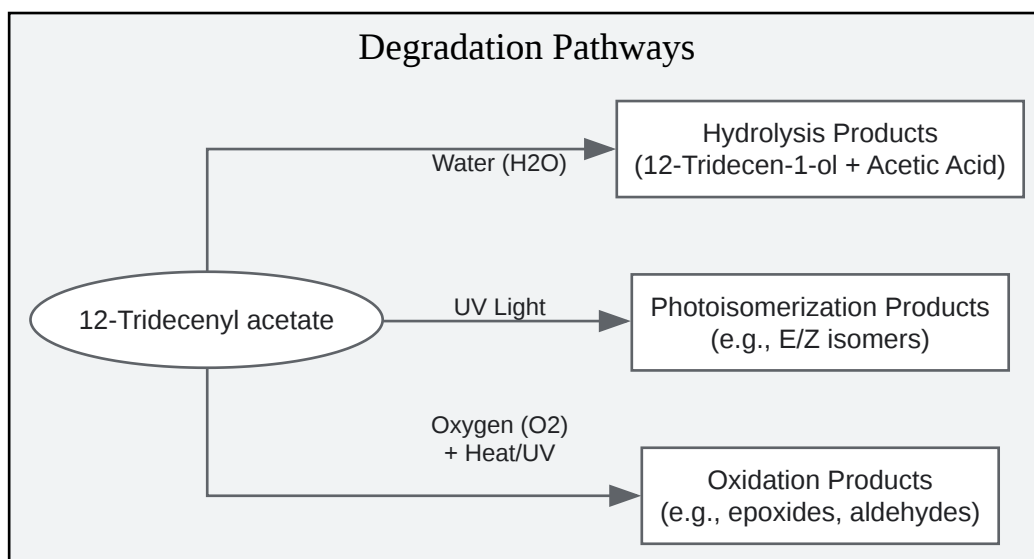 Degradation Pathways
Hydrolysis Products
(12-Tridecen-1-ol + Acetic Acid)
Water (H2O)
12-Tridecenyl acetate
UV Light
Photoisomerization Products
(e.g., E/Z isomers)
Oxygen (O2)
+ Heat/UV
Oxidation Products
(e.g., epoxides, aldehydes)